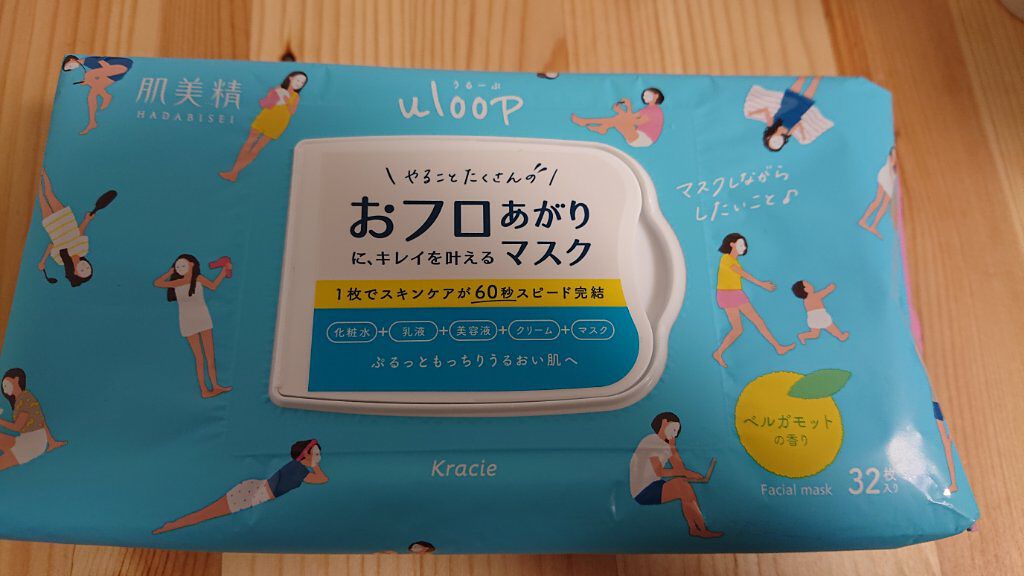 肌美精
HADABISEI
うるーぷ
uloop
\ やることたくさんの /
おフロあがり
に、キレイを叶えるマスク
1枚でスキンケアが60秒スピード完結
化粧水+乳液+美容液+クリーム+マスク
ぷるっともっちりうるおい肌へ
マスクしながら
したいこと♪
ベルガモット
の香り
Kracie
Facial mask 32枚入り